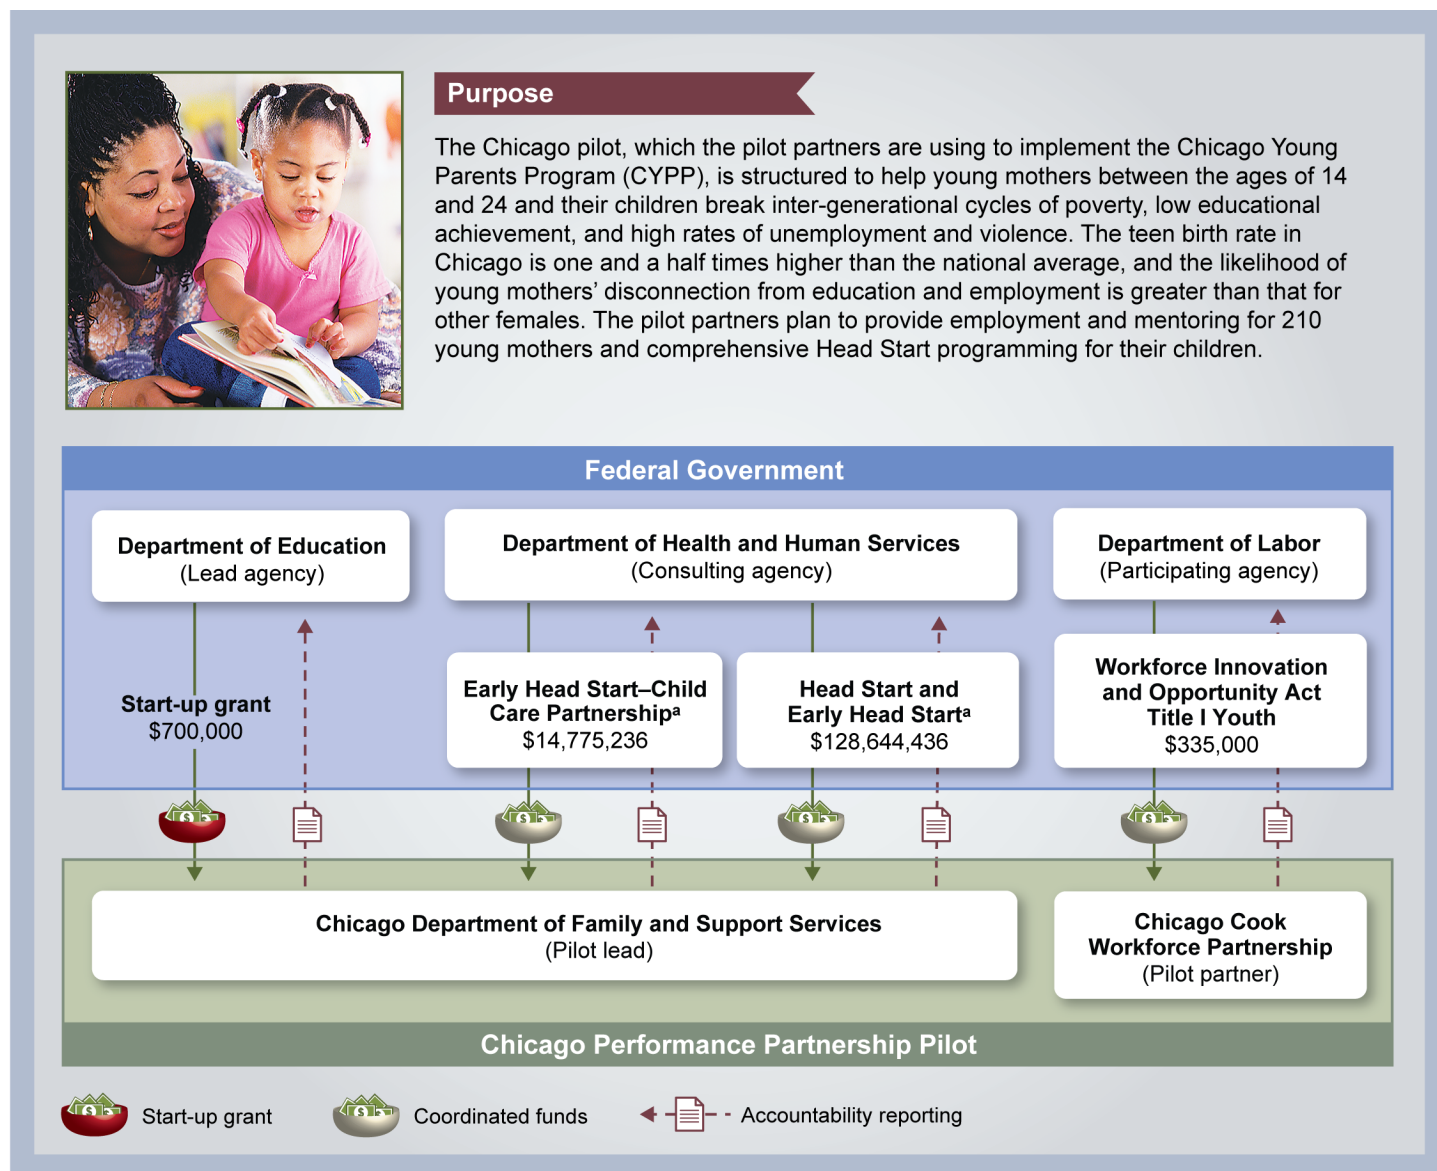 Purpose
The Chicago pilot, which the pilot partners are using to implement the Chicago Young
Parents Program (CYPP), is structured to help young mothers between the ages of 14
and 24 and their children break inter-generational cycles of poverty, low educational
achievement, and high rates of unemployment and violence. The teen birth rate in
Chicago is one and a half times higher than the national average, and the likelihood of
young mothers’ disconnection from education and employment is greater than that for
other females. The pilot partners plan to provide employment and mentoring for 210
young mothers and comprehensive Head Start programming for their children.
Federal Government
Department of Education
(Lead agency)
Department of Health and Human Services
(Consulting agency)
Department of Labor
(Participating agency)
Start-up grant
$700,000
Early Head Start–Child
Care Partnershipᵃ
$14,775,236
Head Start and
Early Head Startᵃ
$128,644,436
Workforce Innovation
and Opportunity Act
Title I Youth
$335,000
Chicago Department of Family and Support Services
(Pilot lead)
Chicago Cook
Workforce Partnership
(Pilot partner)
Chicago Performance Partnership Pilot
Start-up grant
Coordinated funds
Accountability reporting